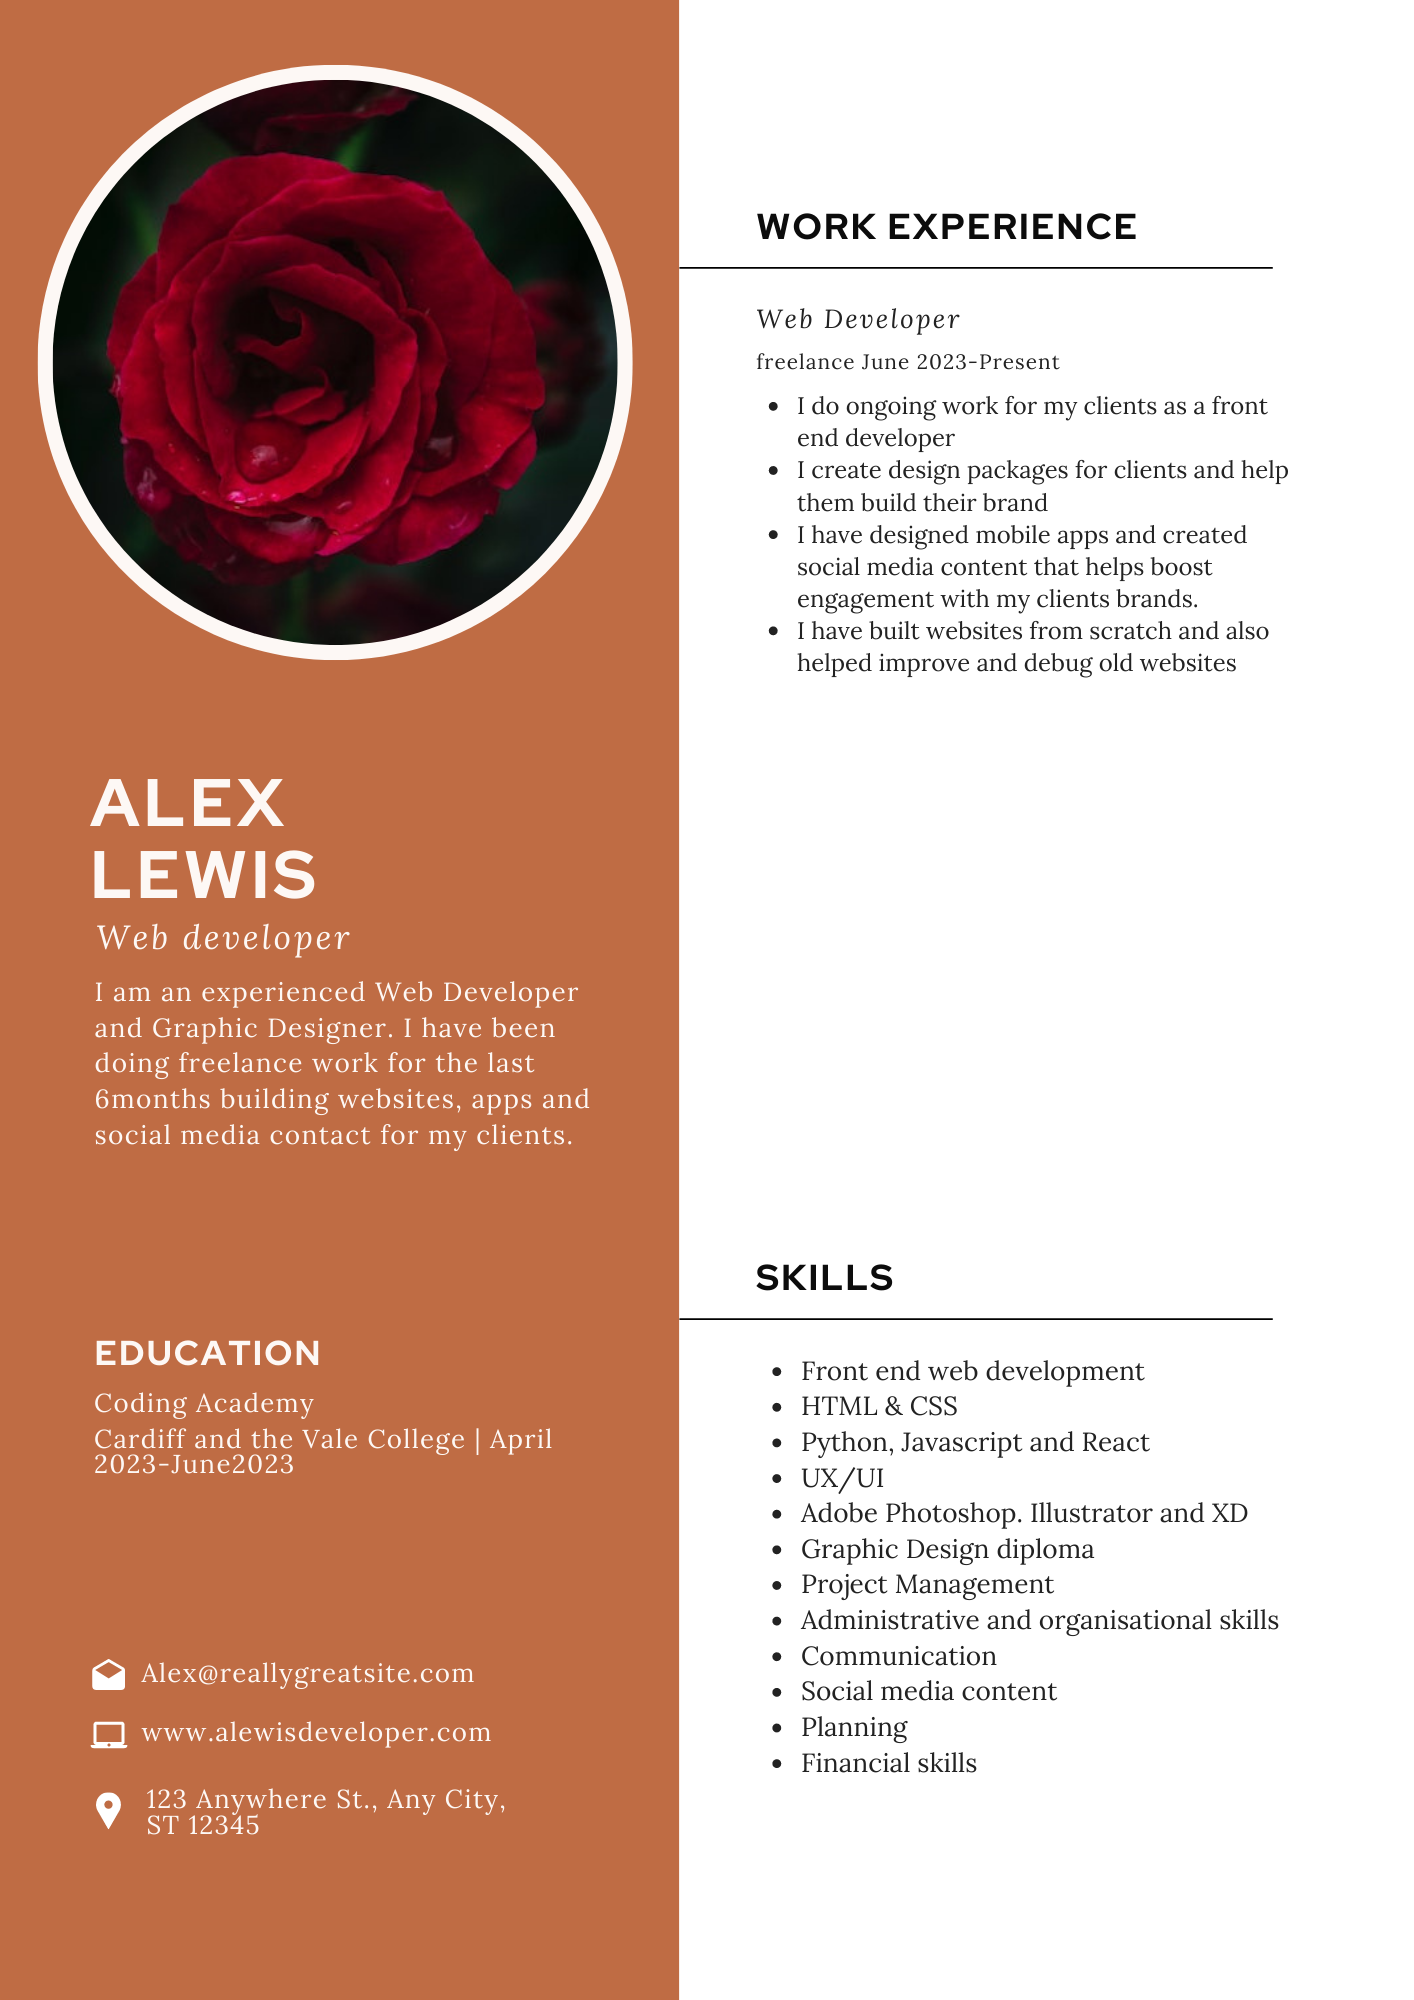 ALEX
LEWIS
Web developer
I am an experienced Web Developer
and Graphic Designer. I have been
doing freelance work for the last
6months building websites, apps and
social media contact for my clients.
EDUCATION
Coding Academy
Cardiff and the Vale College | April
2023-June2023
Alex@reallygreatsite.com
www.alewisdeveloper.com
123 Anywhere St., Any City,
ST 12345
WORK EXPERIENCE
Web Developer
freelance June 2023-Present
• I do ongoing work for my clients as a front
end developer
• I create design packages for clients and help
them build their brand
• I have designed mobile apps and created
social media content that helps boost
engagement with my clients brands.
• I have built websites from scratch and also
helped improve and debug old websites
SKILLS
• Front end web development
• HTML & CSS
• Python, Javascript and React
• UX/UI
• Adobe Photoshop. Illustrator and XD
• Graphic Design diploma
• Project Management
• Administrative and organisational skills
• Communication
• Social media content
• Planning
• Financial skills